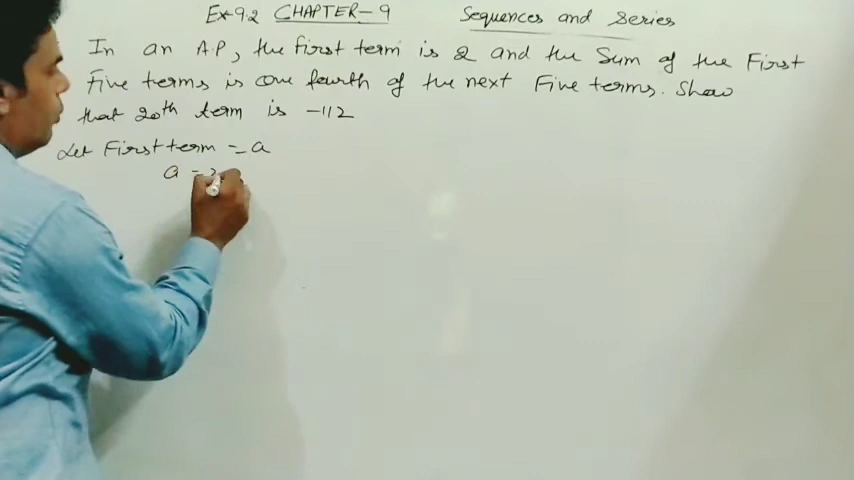 Ex-9.2 CHAPTER-9 Sequences and Series
In an A.P, the first term is 2 and the Sum of the First
Five terms is one fourth of the next Five terms. Show
that 20th term is -112
Let First term = a
a =